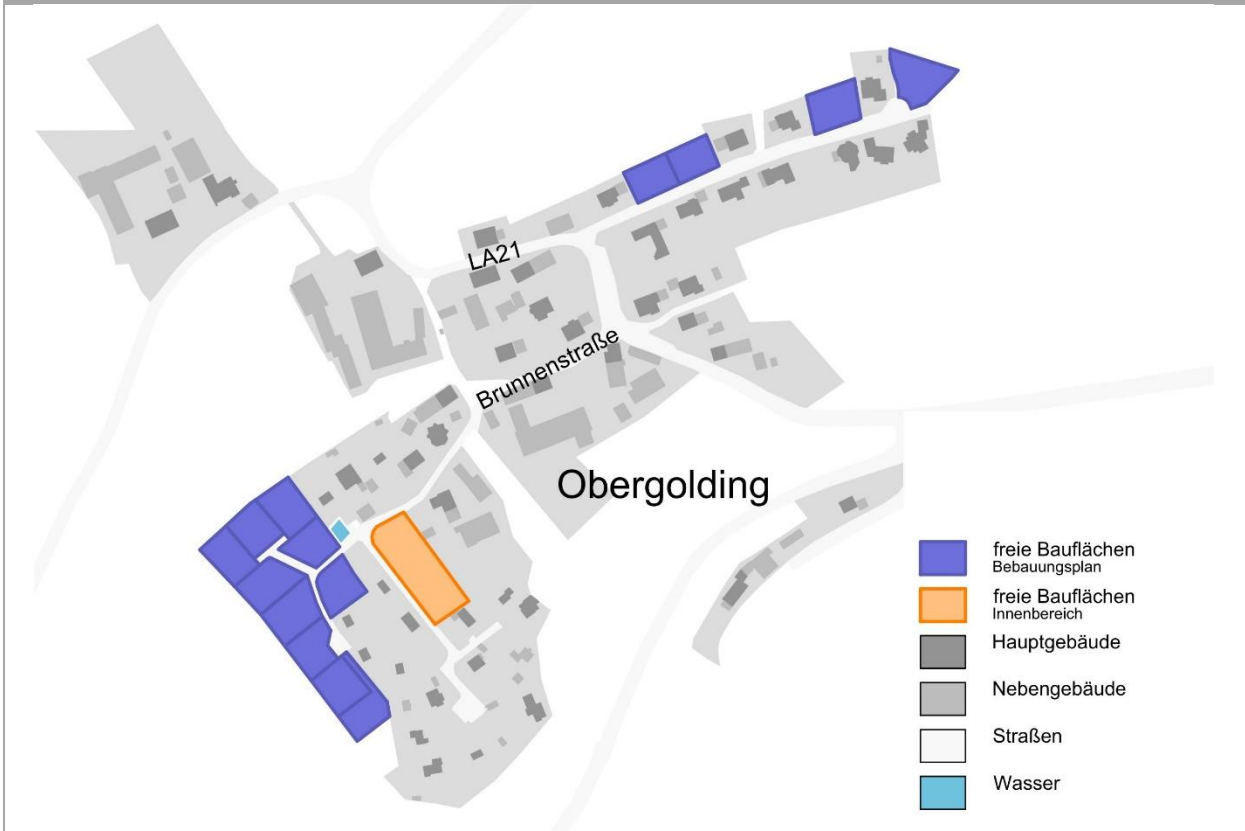 LA21
Brunnenstraße
Obergolding
freie Bauflächen
Bebauungsplan
freie Bauflächen
Innenbereich
Hauptgebäude
Nebengebäude
Straßen
Wasser